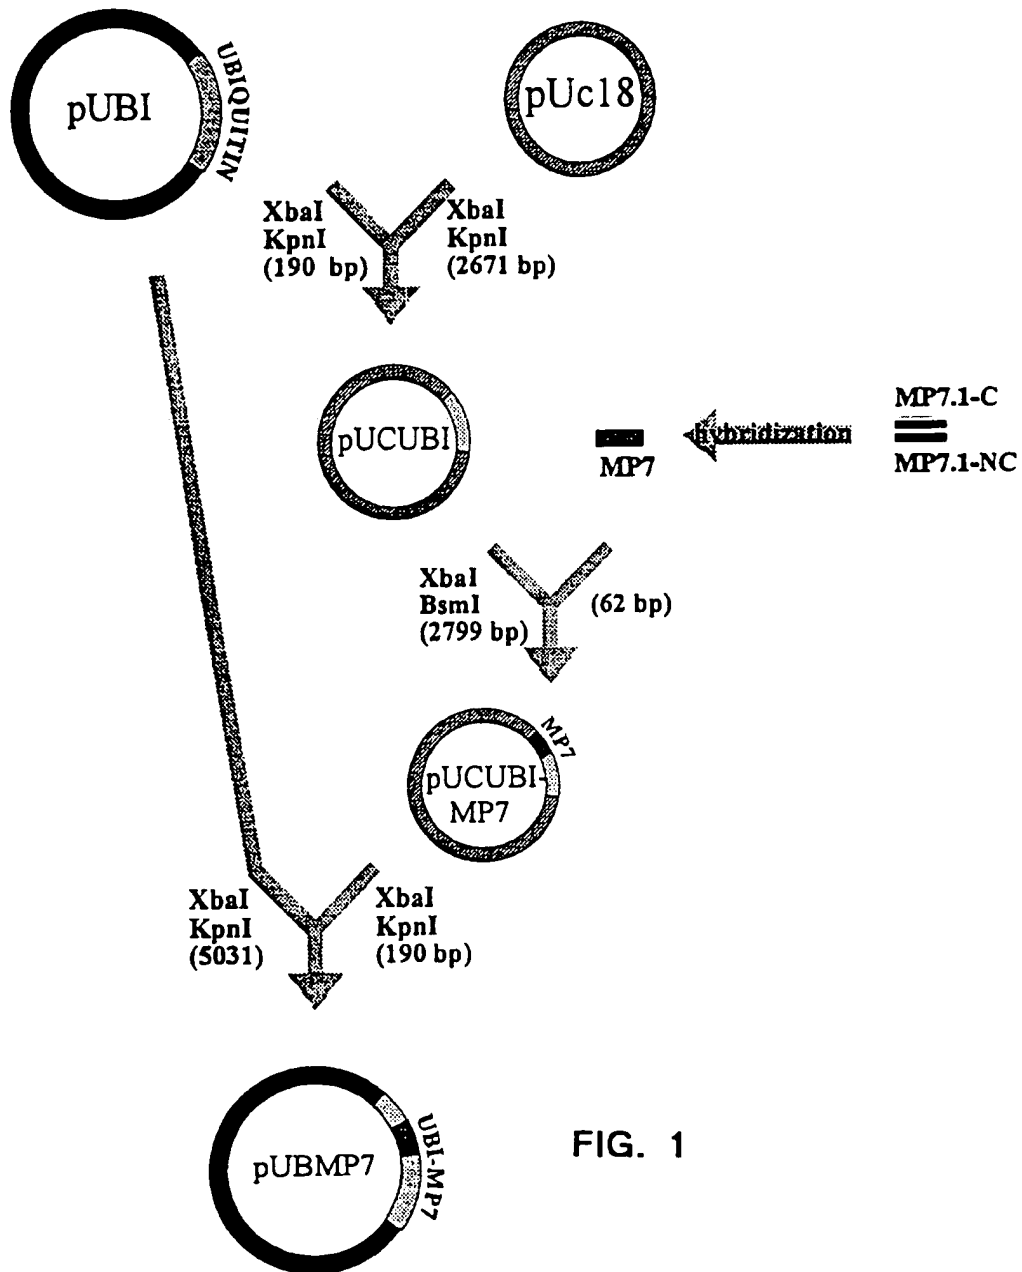 pUBI
UBIQUITIN
pUc18
XbaI
KpnI
(190 bp)
XbaI
KpnI
(2671 bp)
pUCUBI
MP7
hybridization
MP7.1-C
MP7.1-NC
XbaI
BsmI
(2799 bp)
(62 bp)
MP7
pUCUBI-
MP7
XbaI
KpnI
(5031)
XbaI
KpnI
(190 bp)
pUBMP7
UBI-MP7
FIG. 1